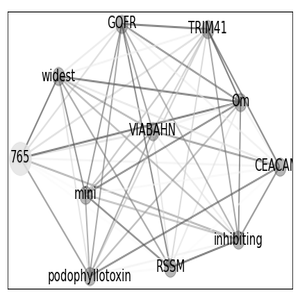 GOFR
TRIM41
widest
Om
VIABAHN
765
CEACAM
mini
inhibiting
RSSM
podophyllotoxin